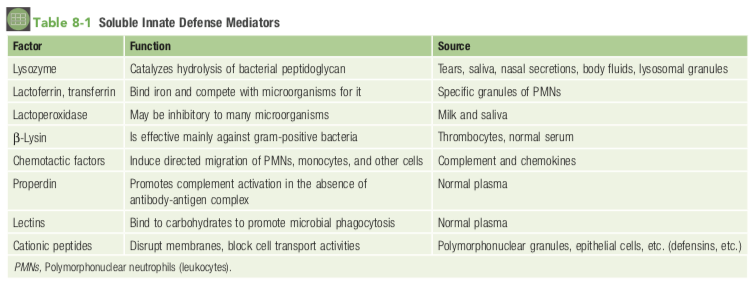 Table 8-1 Soluble Innate Defense Mediators
Factor Function Source
Lysozyme Catalyzes hydrolysis of bacterial peptidoglycan Tears, saliva, nasal secretions, body fluids, lysosomal granules
Lactoferrin, transferrin Bind iron and compete with microorganisms for it Specific granules of PMNs
Lactoperoxidase May be inhibitory to many microorganisms Milk and saliva
β-Lysin Is effective mainly against gram-positive bacteria Thrombocytes, normal serum
Chemotactic factors Induce directed migration of PMNs, monocytes, and other cells Complement and chemokines
Properdin Promotes complement activation in the absence of Normal plasma
antibody-antigen complex
Lectins Bind to carbohydrates to promote microbial phagocytosis Normal plasma
Cationic peptides Disrupt membranes, block cell transport activities Polymorphonuclear granules, epithelial cells, etc. (defensins, etc.)
PMNs, Polymorphonuclear neutrophils (leukocytes).